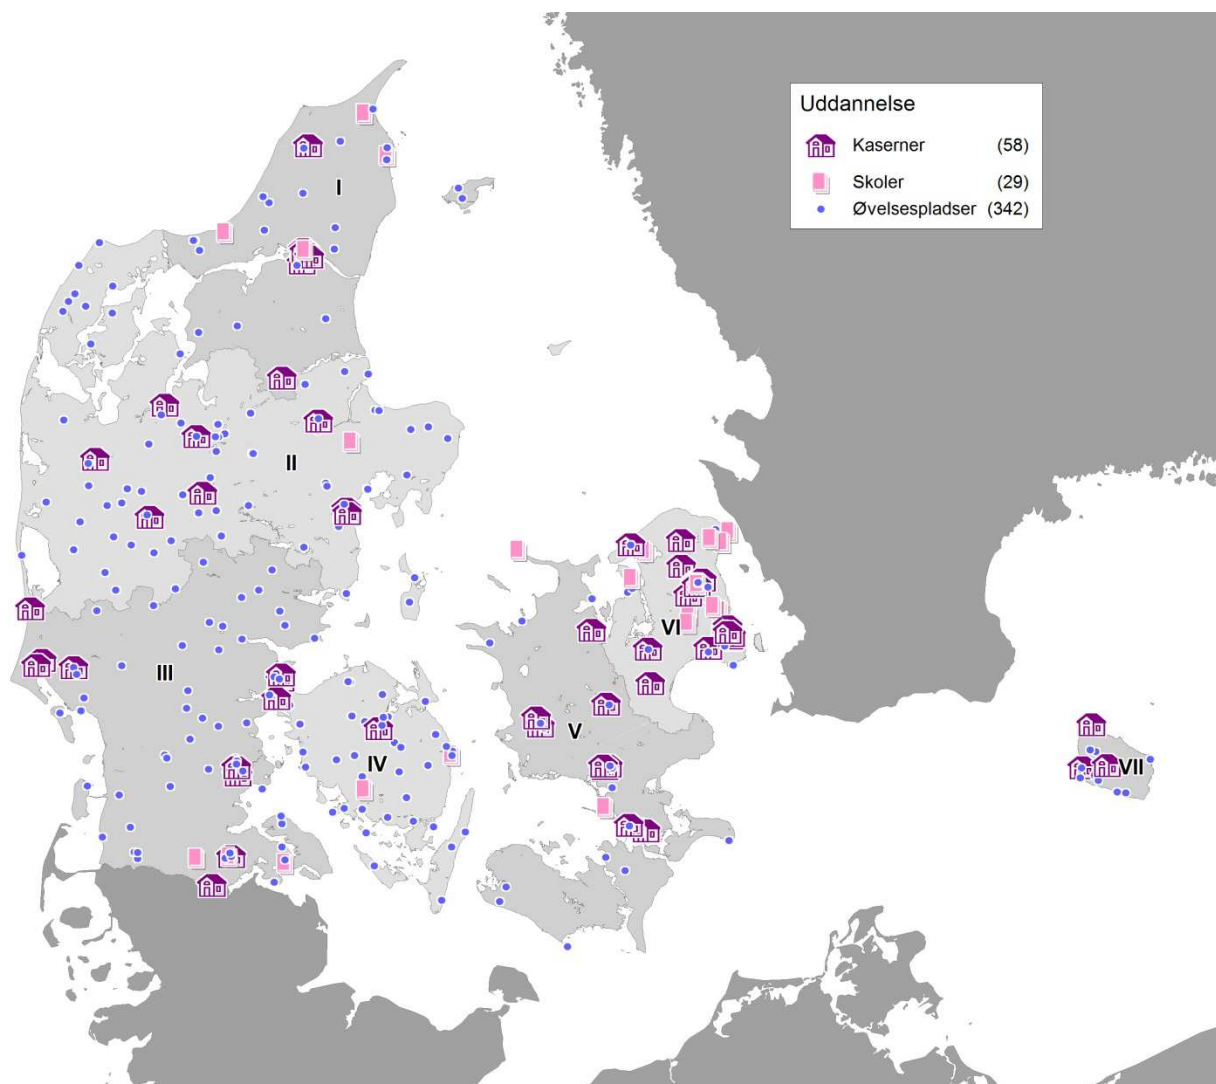 Uddannelse
Kaserner (58)
Skoler (29)
Øvelsespladser (342)
I
II
III
IV
V
VI
VII